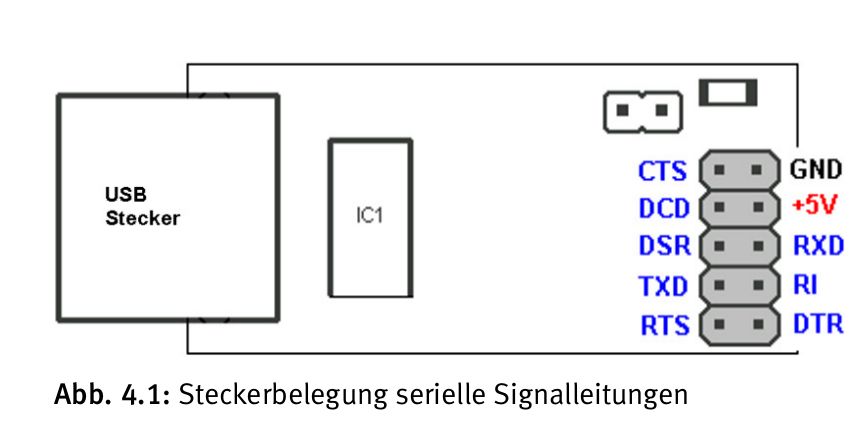 USB
Stecker
IC1
CTS GND
DCD +5V
DSR RXD
TXD RI
RTS DTR
Abb. 4.1: Steckerbelegung serielle Signalleitungen